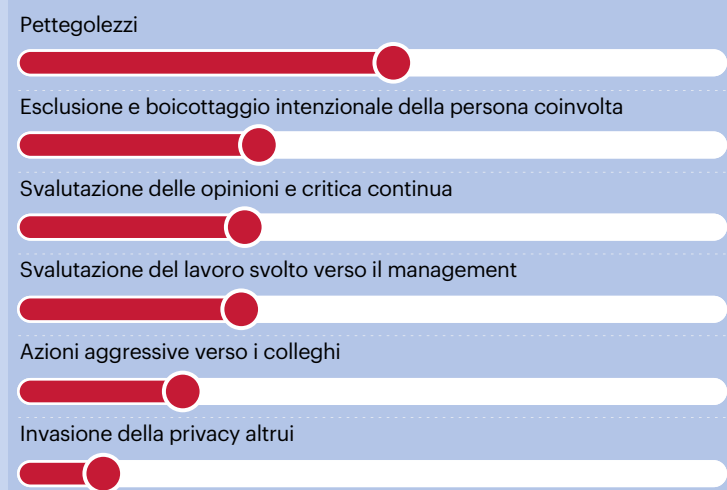 Pettegolezzi
Esclusione e boicottaggio intenzionale della persona coinvolta
Svalutazione delle opinioni e critica continua
Svalutazione del lavoro svolto verso il management
Azioni aggressive verso i colleghi
Invasione della privacy altrui